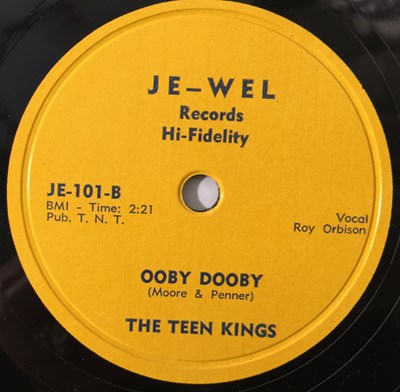 JE-WEL
Records
Hi-Fidelity
JE-101-B
BMI - Time: 2:21
Pub. T. N. T.
Vocal
Roy Orbison
OOBY DOOBY
(Moore & Penner)
THE TEEN KINGS